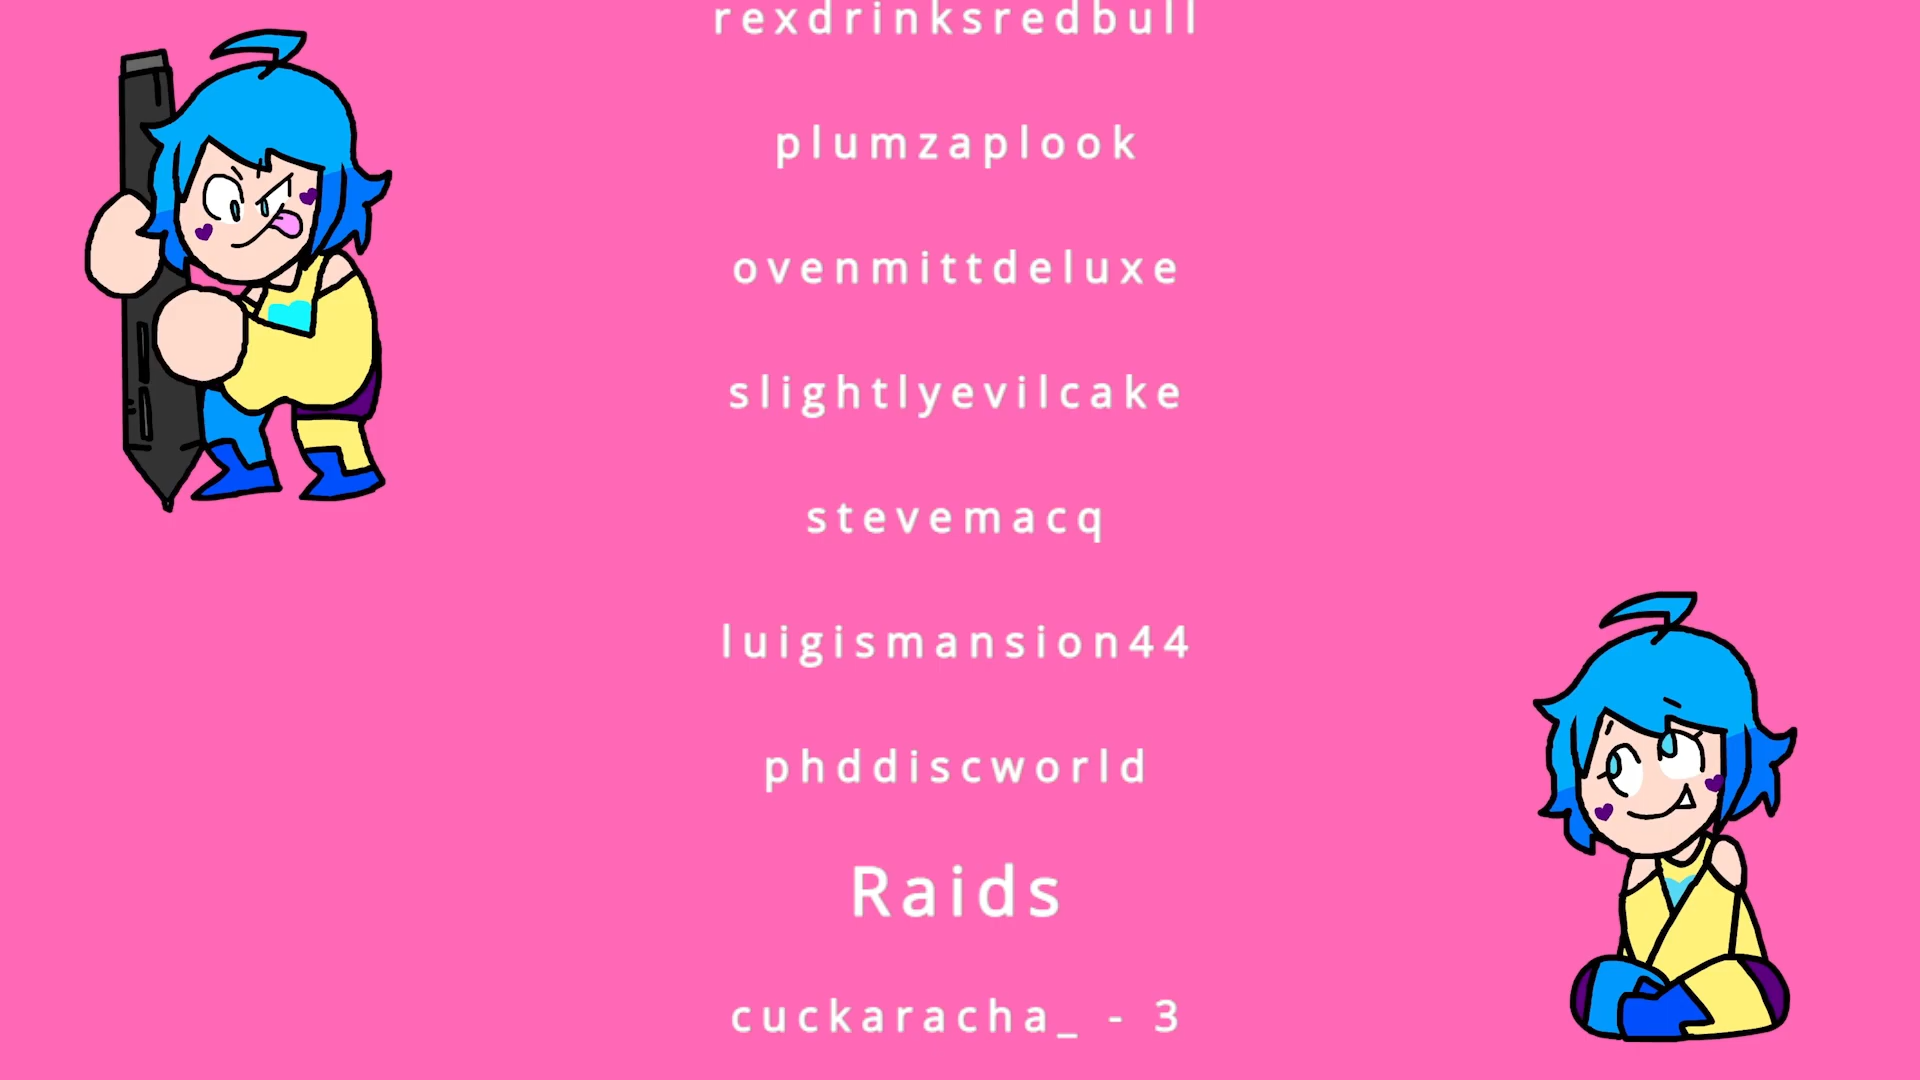 rexdrinksredbull
plumzaplook
ovenmittdeluxe
slightlyevilcake
stevemacq
luigismansion44
phddiscworld
Raids
cuckaracha_ - 3